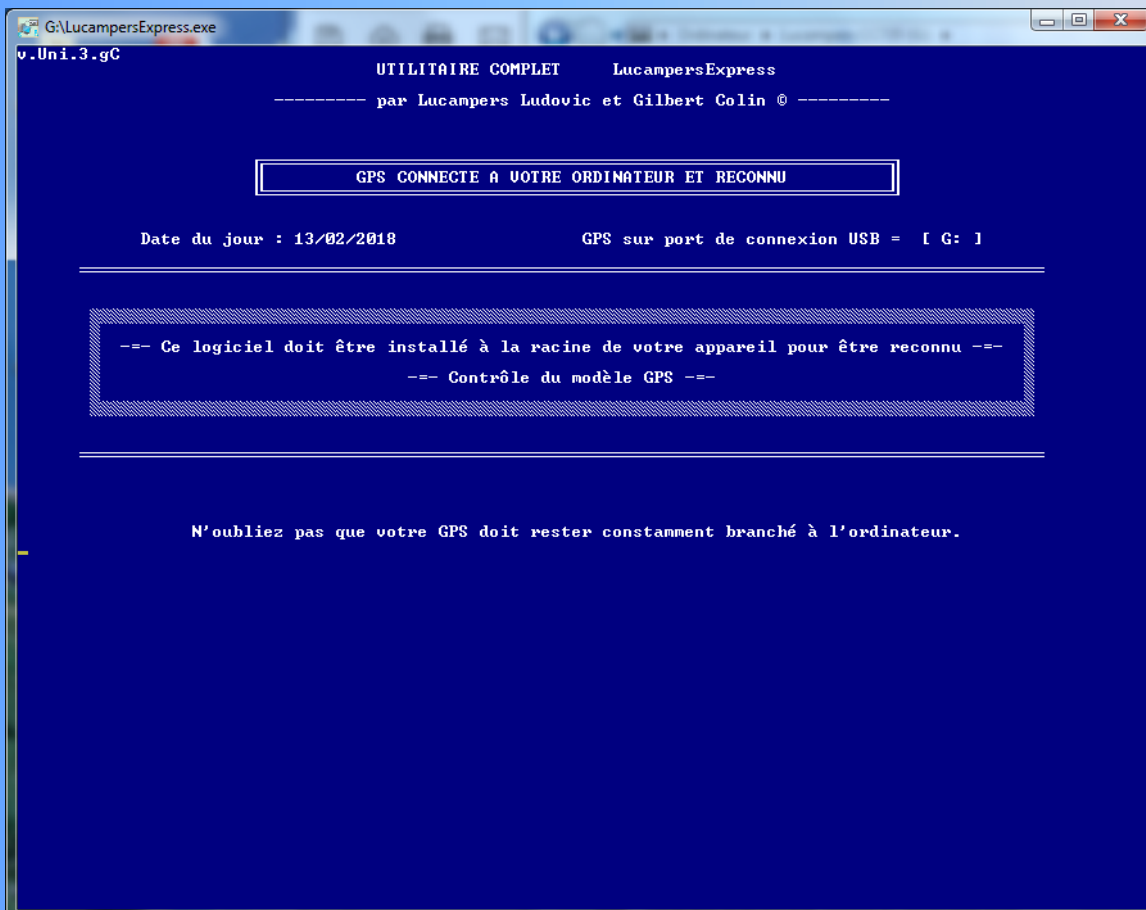 G:\LucampersExpress.exe
v.Uni.3.gC
UTILITAIRE COMPLET LucampersExpress
--------- par Lucampers Ludovic et Gilbert Colin © ---------
GPS CONNECTE A VOTRE ORDINATEUR ET RECONNU
Date du jour : 13/02/2018 GPS sur port de connexion USB = [ G: ]
-=- Ce logiciel doit être installé à la racine de votre appareil pour être reconnu -=-
-=- Contrôle du modèle GPS -=-
N'oubliez pas que votre GPS doit rester constamment branché à l'ordinateur.